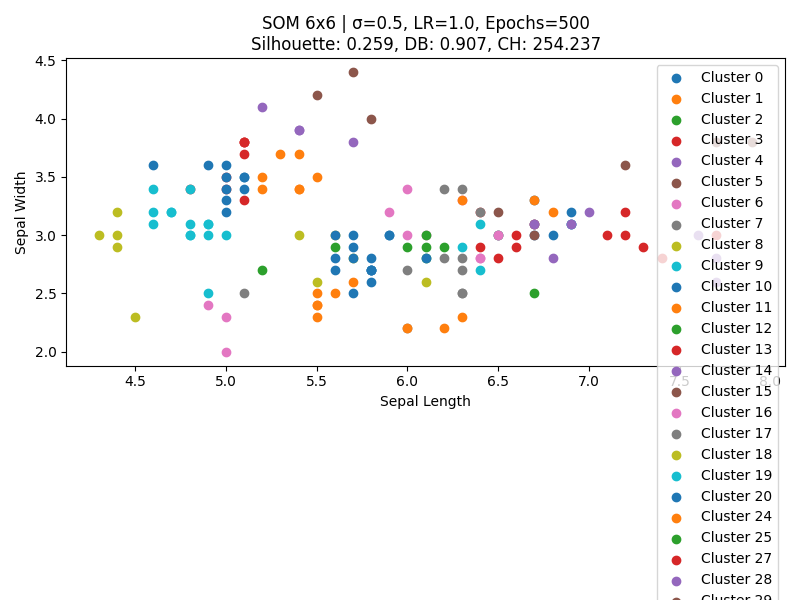 SOM 6x6 | σ=0.5, LR=1.0, Epochs=500
Silhouette: 0.259, DB: 0.907, CH: 254.237
4.5
4.0
3.5
3.0
2.5
2.0
Sepal Width
4.5 5.0 5.5 6.0 6.5 7.0 7.5 8.0
Sepal Length
Cluster 0
Cluster 1
Cluster 2
Cluster 3
Cluster 4
Cluster 5
Cluster 6
Cluster 7
Cluster 8
Cluster 9
Cluster 10
Cluster 11
Cluster 12
Cluster 13
Cluster 14
Cluster 15
Cluster 16
Cluster 17
Cluster 18
Cluster 19
Cluster 20
Cluster 24
Cluster 25
Cluster 27
Cluster 28
Cluster 29